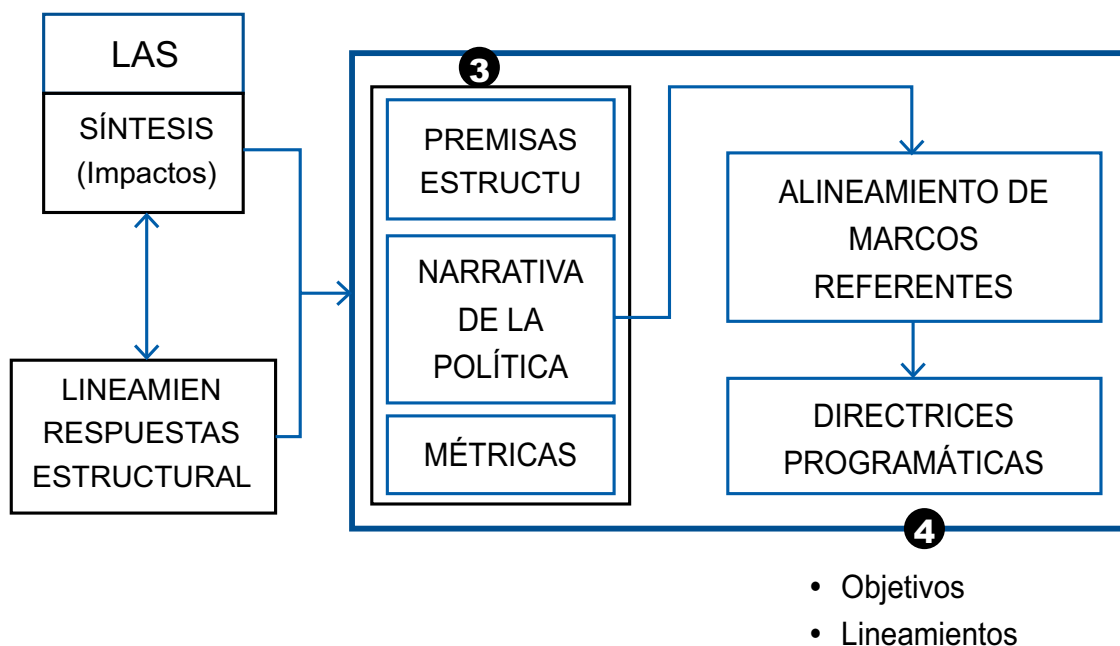 LAS
SÍNTESIS
(Impactos)
LINEAMIEN
RESPUESTAS
ESTRUCTURAL
3
PREMISAS
ESTRUCTU
NARRATIVA
DE LA
POLÍTICA
MÉTRICAS
ALINEAMIENTO DE
MARCOS
REFERENTES
DIRECTRICES
PROGRAMÁTICAS
4
• Objetivos
• Lineamientos